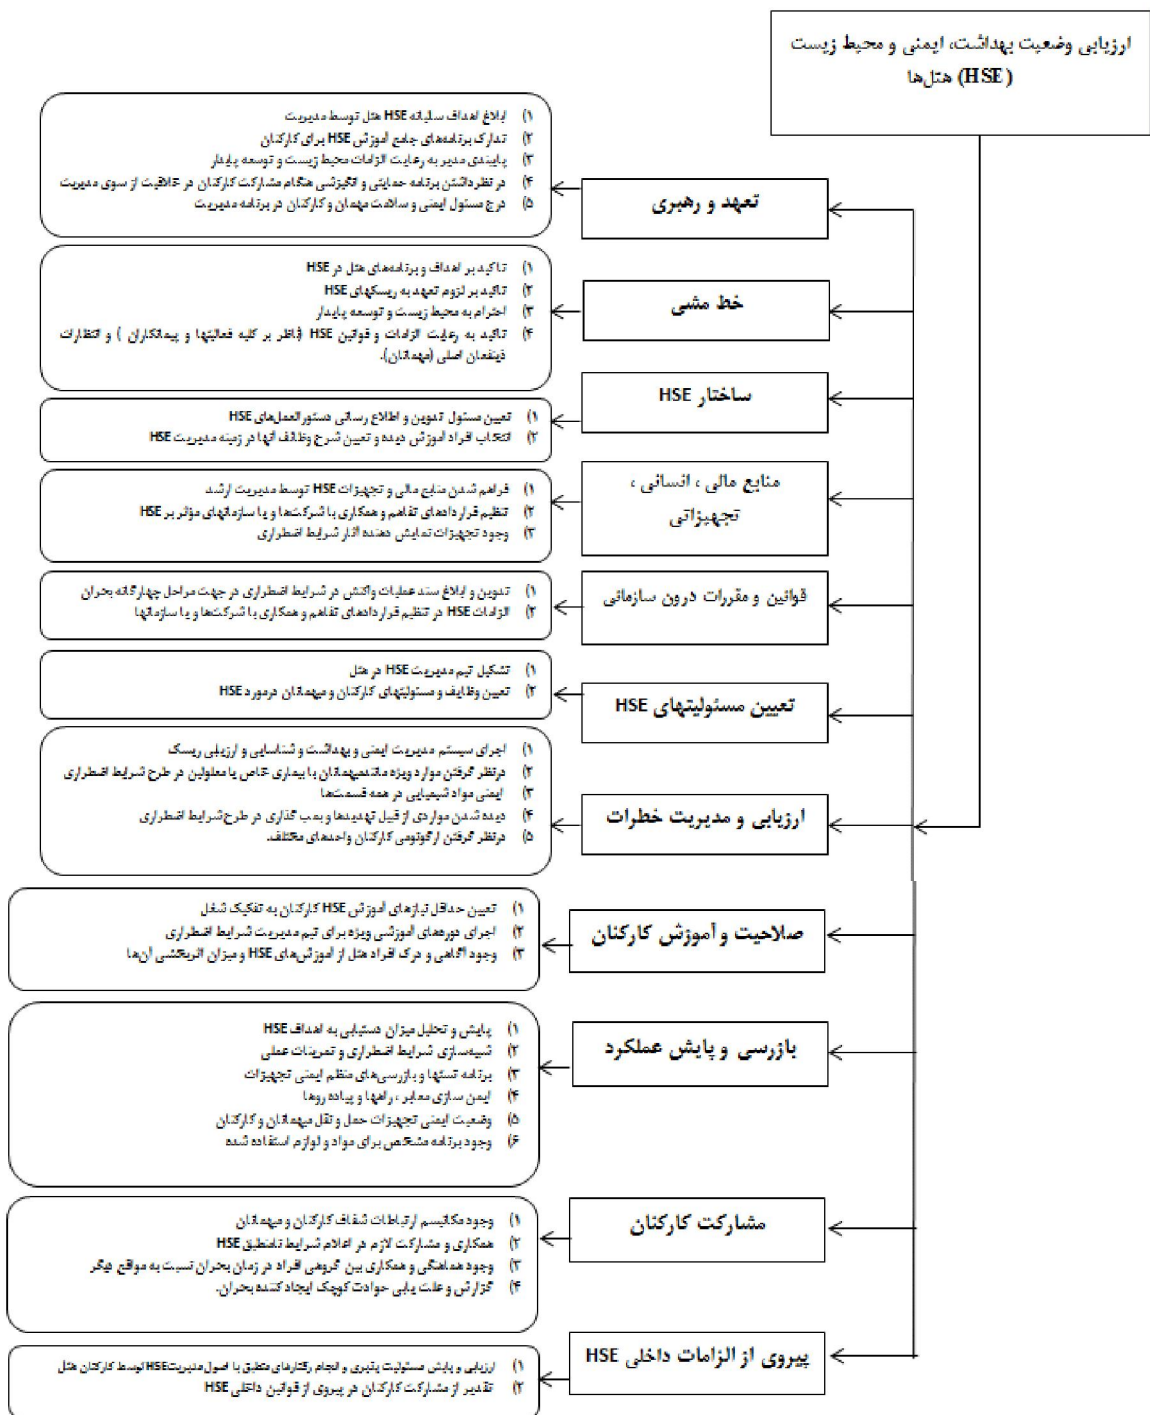 ارزیابی وضعیت بهداشت، ایمنی و محیط زیست
(HSE) هتل‌ها
تعهد و رهبری
۱) ابلاغ اهداف سالیانه HSE هتل توسط مدیریت
۲) تدارک برنامه‌های جامع آموزش HSE برای کارکنان
۳) پایبندی مدیر به رعایت الزامات محیط زیست و توسعه پایدار
۴) در نظر داشتن برنامه حمایتی و انگیزشی هنگام مشارکت کارکنان در خلاقیت از سوی مدیریت
۵) درج مسئول ایمنی و سلامت مهمان و کارکنان در برنامه مدیریت
خط مشی
۱) تاکید بر اهداف و برنامه‌های هتل در HSE
۲) تاکید بر لزوم تعهد به ریسکهای HSE
۳) احترام به محیط زیست و توسعه پایدار
۴) تاکید به رعایت الزامات و قوانین HSE (ناظر بر کلیه فعالیتها و پیمانکاران ) و انتظارات
ذینفعان اصلی (مهمانان).
ساختار HSE
۱) تعیین مسئول تدوین و اطلاع رسانی دستورالعمل‌های HSE
۲) انتخاب افراد آموزش دیده و تعیین شرح وظائف آنها در زمینه مدیریت HSE
منابع مالی ، انسانی ،
تجهیزاتی
۱) فراهم شدن منابع مالی و تجهیزات HSE توسط مدیریت ارشد
۲) تنظیم قراردادهای تفاهم و همکاری با شرکت‌ها و یا سازمانهای مؤثر بر HSE
۳) وجود تجهیزات نمایش دهنده آثار شرایط اضطراری
قوانین و مقررات درون سازمانی
۱) تدوین و ابلاغ سند عملیات واکنش در شرایط اضطراری در جهت مراحل چهارگانه بحران
۲) الزامات HSE در تنظیم قراردادهای تفاهم و همکاری با شرکت‌ها و یا سازمانها
تعیین مسئولیتهای HSE
۱) تشکیل تیم مدیریت HSE در هتل
۲) تعیین وظایف و مسئولیتهای کارکنان و میهمانان درمورد HSE
ارزیابی و مدیریت خطرات
۱) اجرای سیستم مدیریت ایمنی و بهداشت و شناسایی و ارزیابی ریسک
۲) درنظر گرفتن موارد ویژه مانندمیهمانان با بیماری خاص یا معلولین در طرح شرایط اضطراری
۳) ایمنی مواد شیمیایی در همه قسمت‌ها
۴) دیده شدن مواردی از قبیل تهدیدها و بمب گذاری در طرح شرایط اضطراری
۵) درنظر گرفتن ارگونومی کارکنان واحدهای مختلف.
صلاحیت و آموزش کارکنان
۱) تعیین حداقل نیازهای آموزش HSE کارکنان به تفکیک شغل
۲) اجرای دوره‌های آموزشی ویژه برای تیم مدیریت شرایط اضطراری
۳) وجود آگاهی و درک افراد هتل از آموزش‌های HSE و میزان اثربخشی آن‌ها
بازرسی و پایش عملکرد
۱) پایش و تحلیل میزان دستیابی به اهداف HSE
۲) شبیه‌سازی شرایط اضطراری و تمرینات عملی
۳) برنامه تستها و بازرسی‌های منظم ایمنی تجهیزات
۴) ایمن سازی معابر ، راهها و پیاده روها
۵) وضعیت ایمنی تجهیزات حمل و نقل میهمانان و کارکنان
۶) وجود برنامه مشخص برای مواد و لوازم استفاده شده
مشارکت کارکنان
۱) وجود مکانیسم ارتباطات شفاف کارکنان و میهمانان
۲) همکاری و مشارکت لازم در اعلام شرایط نامنطبق HSE
۳) وجود هماهنگی و همکاری بین گروهی افراد در زمان بحران نسبت به مواقع دیگر
۴) گزارش و علت یابی حوادث کوچک ایجاد کننده بحران.
پیروی از الزامات داخلی HSE
۱) ارزیابی و پایش مسئولیت پذیری و انجام رفتارهای منطبق با اصول مدیریت HSE توسط کارکنان هتل
۲) تقدیر از مشارکت کارکنان در پیروی از قوانین داخلی HSE